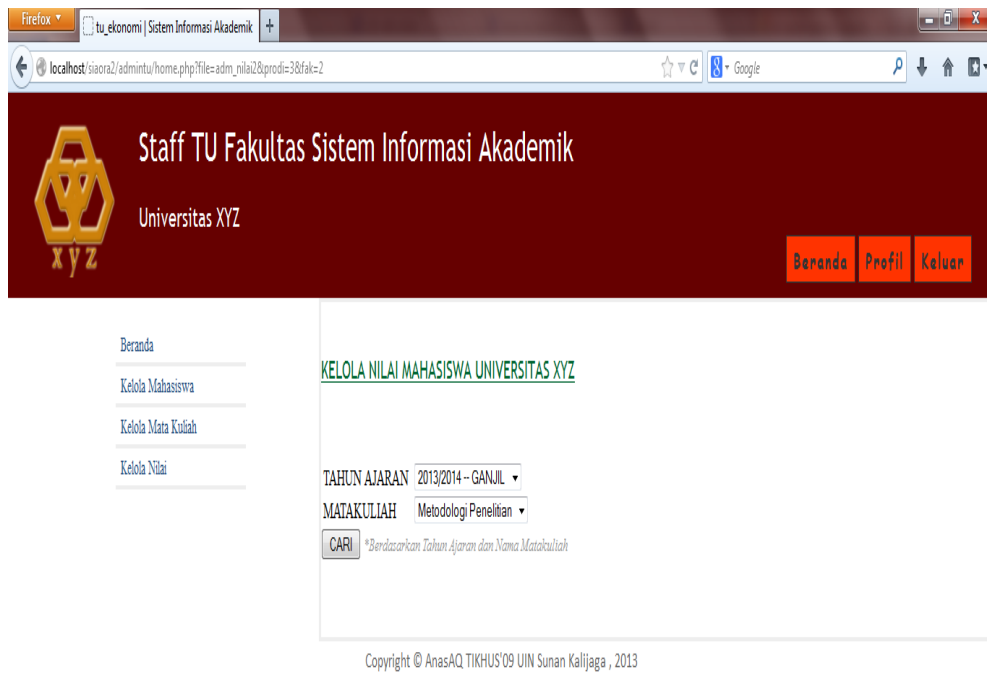 Firefox
tu_ekonomi | Sistem Informasi Akademik
localhost/siaora2/admintu/home.php?file=adm_nilai2&prodi=3&fak=2
Google
Staff TU Fakultas Sistem Informasi Akademik
Universitas XYZ
x y z
Beranda Profil Keluar
Beranda
Kelola Mahasiswa
Kelola Mata Kuliah
Kelola Nilai
KELOLA NILAI MAHASISWA UNIVERSITAS XYZ
TAHUN AJARAN 2013/2014 -- GANJIL
MATAKULIAH Metodologi Penelitian
CARI *Berdasarkan Tahun Ajaran dan Nama Matakuliah
Copyright © AnasAQ TIKHUS'09 UIN Sunan Kalijaga , 2013